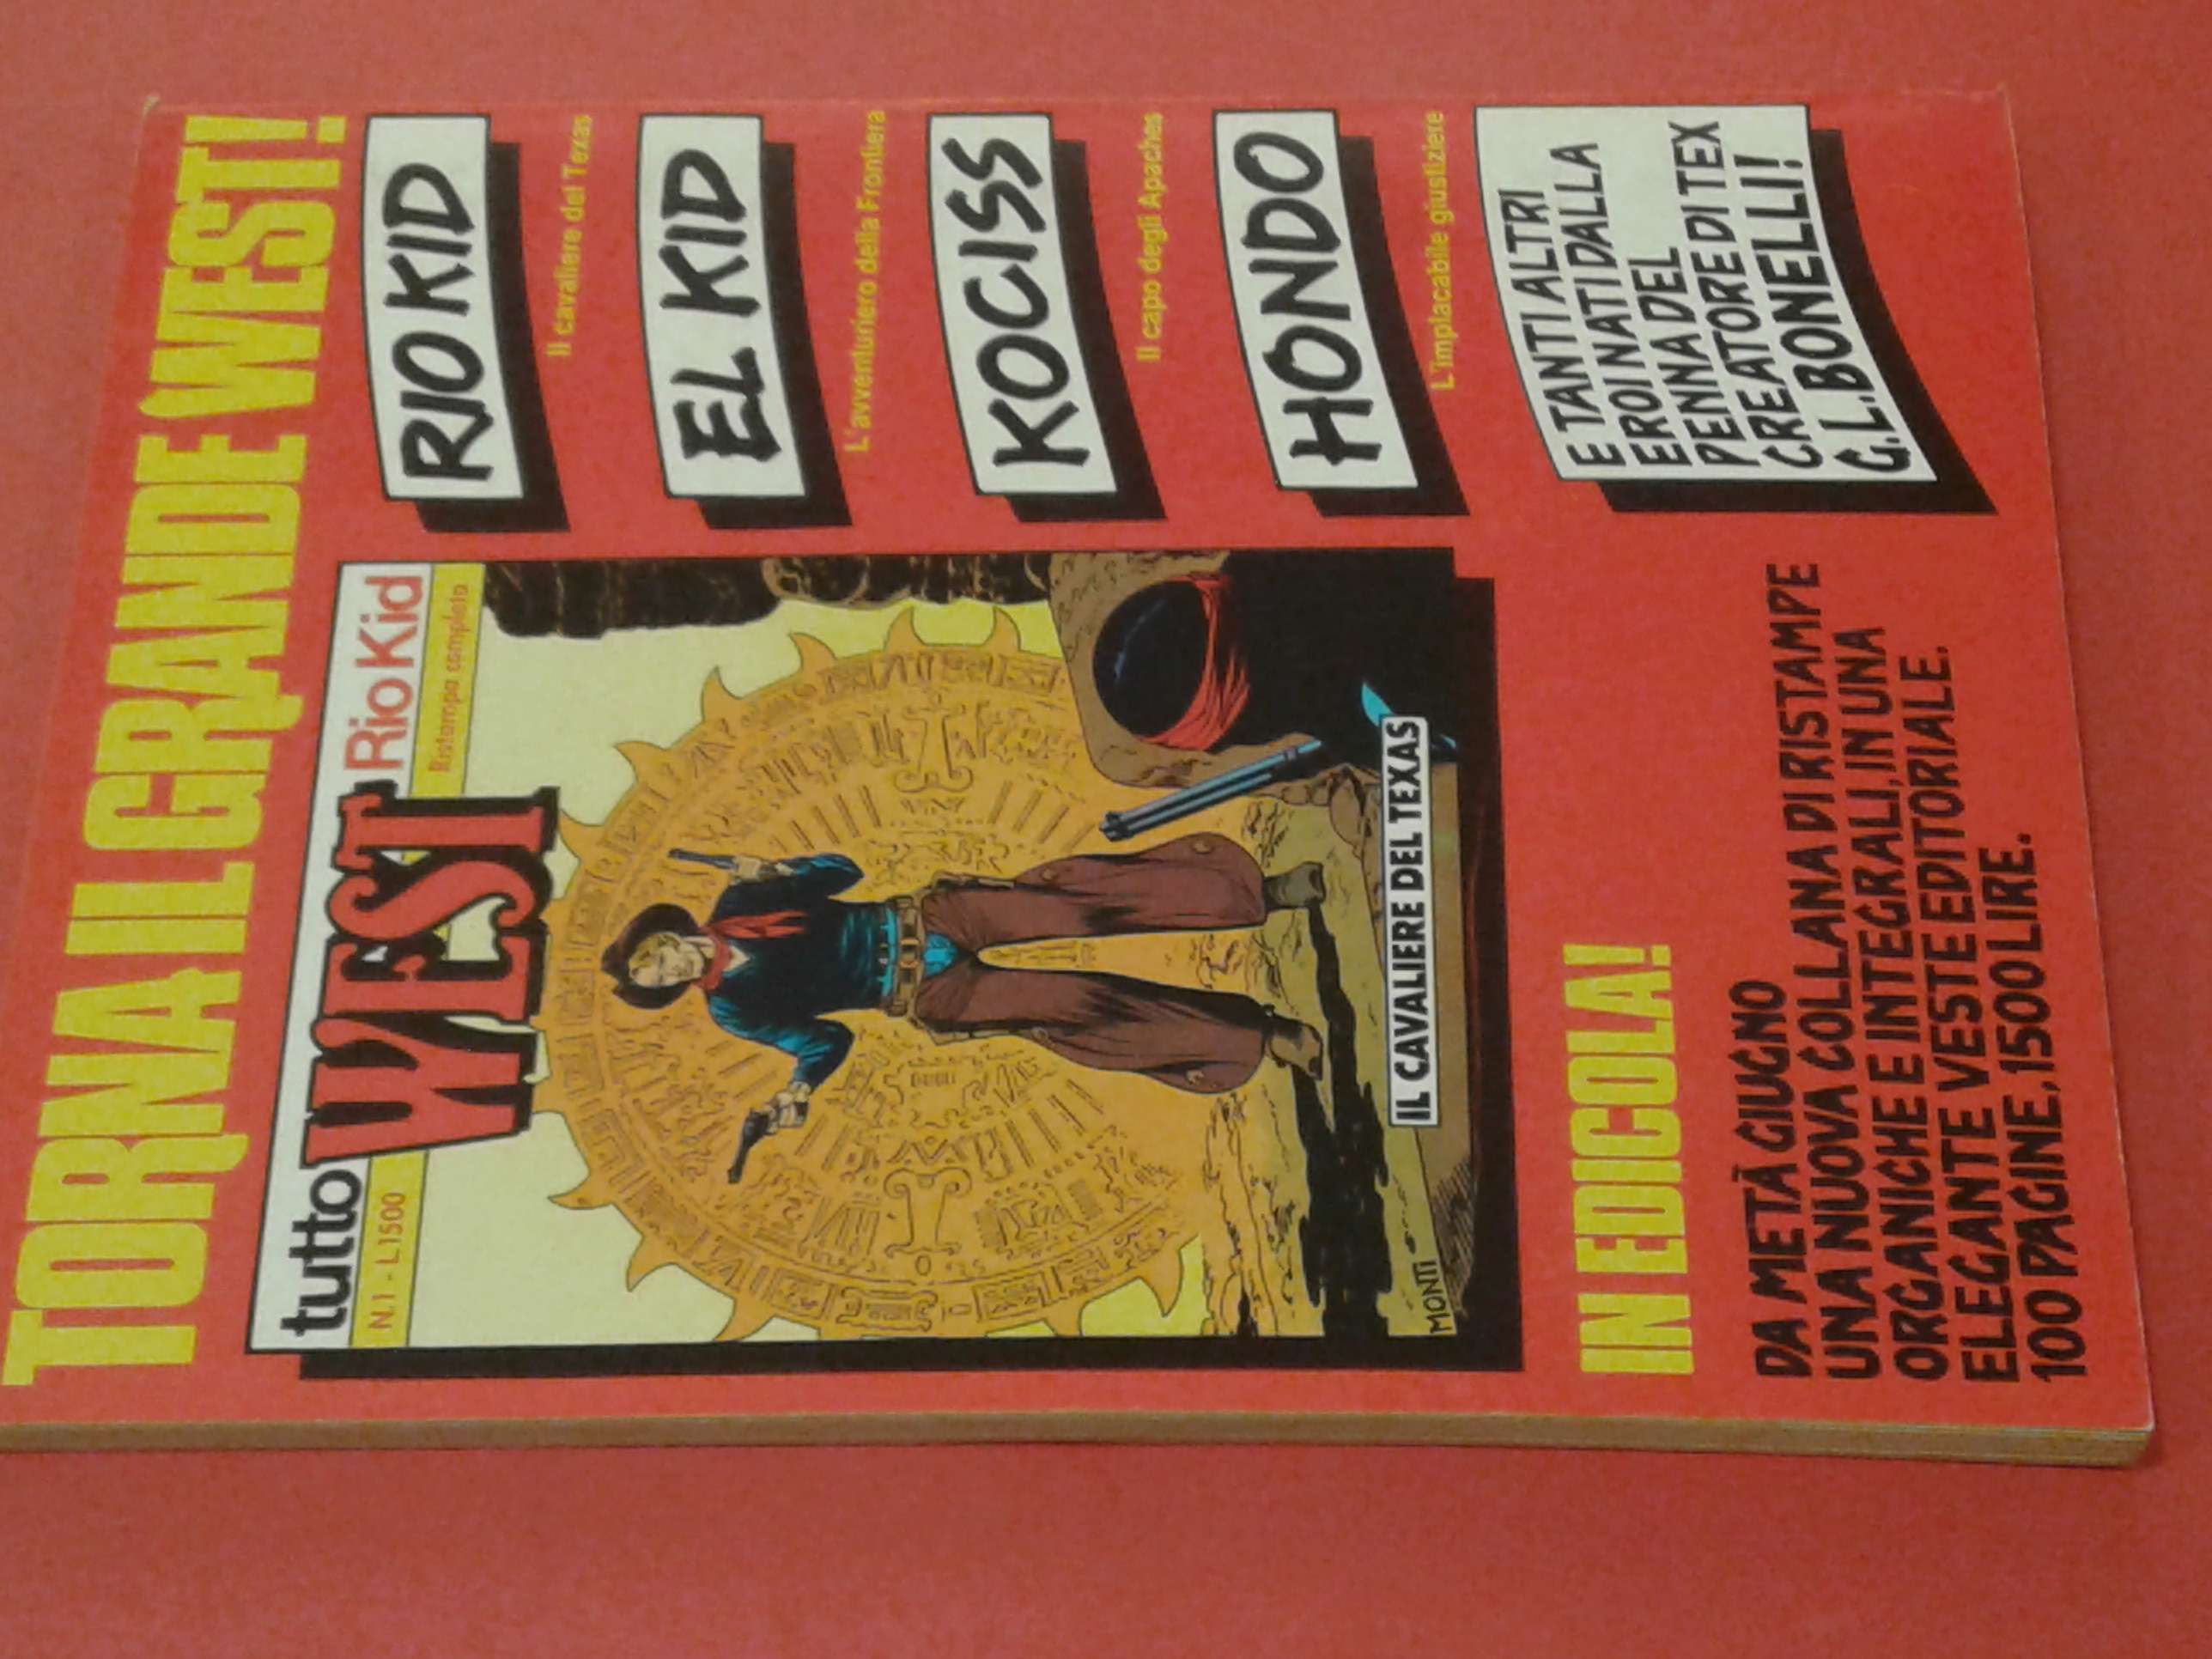 TORNA IL GRANDE WEST!
tutto WEST Rio Kid
N.1 - L.1500
Ristampa completa
IL CAVALIERE DEL TEXAS
MONTI
RIO KID
Il cavaliere del Texas
EL KID
L'avventuriero della Frontiera
KOCISS
Il capo degli Apaches
HONDO
L'implacabile giustiziere
E TANTI ALTRI
EROI NATI DALLA
PENNA DEL
CREATORE DI TEX
G.L.BONELLI!
IN EDICOLA!
DA METÀ GIUGNO
UNA NUOVA COLLANA DI RISTAMPE
ORGANICHE E INTEGRALI, IN UNA
ELEGANTE VESTE EDITORIALE.
100 PAGINE, 1500 LIRE.